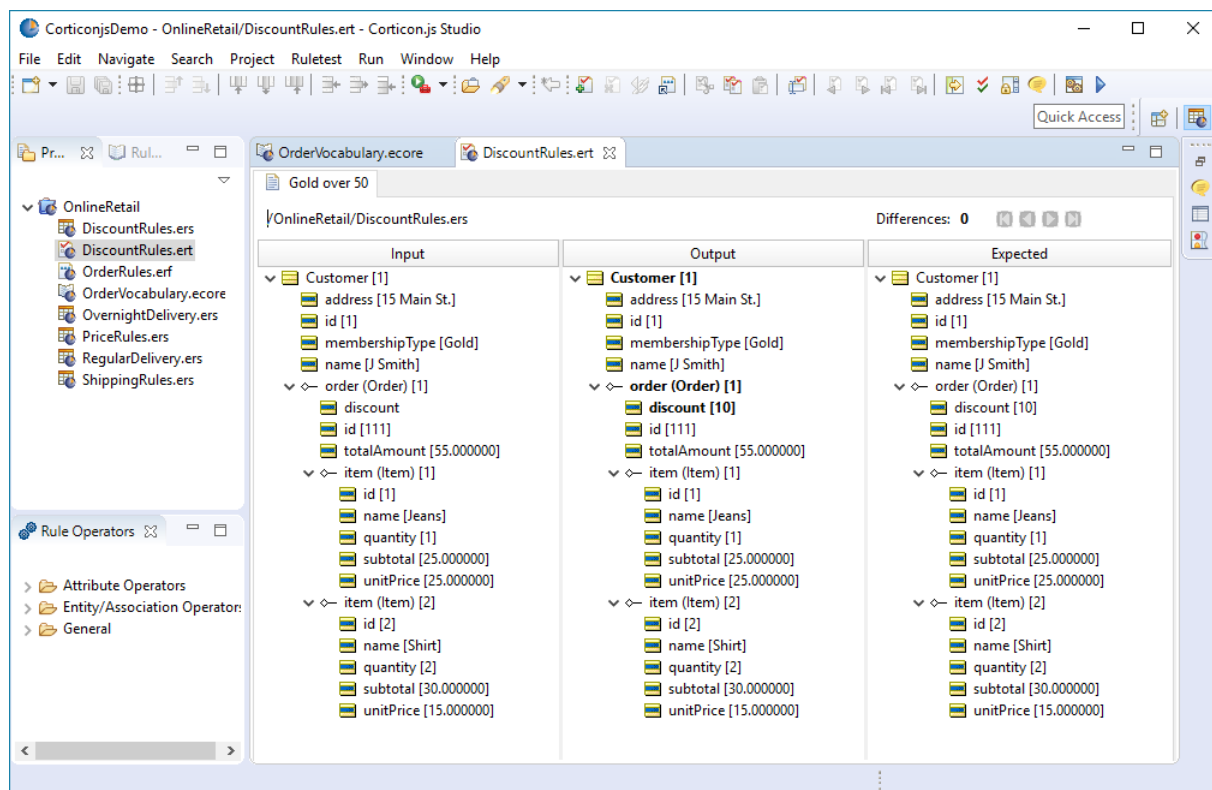 CorticonjsDemo - OnlineRetail/DiscountRules.ert - Corticon.js Studio
File Edit Navigate Search Project Ruletest Run Window Help
Quick Access
Pr...
Rul...
OnlineRetail
DiscountRules.ers
DiscountRules.ert
OrderRules.erf
OrderVocabulary.ecore
OvernightDelivery.ers
PriceRules.ers
RegularDelivery.ers
ShippingRules.ers
Rule Operators
Attribute Operators
Entity/Association Operator:
General
OrderVocabulary.ecore
DiscountRules.ert
Gold over 50
/OnlineRetail/DiscountRules.ers
Differences: 0
Input
Customer [1]
address [15 Main St.]
id [1]
membershipType [Gold]
name [J Smith]
order (Order) [1]
discount
id [111]
totalAmount [55.000000]
item (Item) [1]
id [1]
name [Jeans]
quantity [1]
subtotal [25.000000]
unitPrice [25.000000]
item (Item) [2]
id [2]
name [Shirt]
quantity [2]
subtotal [30.000000]
unitPrice [15.000000]
Output
Customer [1]
address [15 Main St.]
id [1]
membershipType [Gold]
name [J Smith]
order (Order) [1]
discount [10]
id [111]
totalAmount [55.000000]
item (Item) [1]
id [1]
name [Jeans]
quantity [1]
subtotal [25.000000]
unitPrice [25.000000]
item (Item) [2]
id [2]
name [Shirt]
quantity [2]
subtotal [30.000000]
unitPrice [15.000000]
Expected
Customer [1]
address [15 Main St.]
id [1]
membershipType [Gold]
name [J Smith]
order (Order) [1]
discount [10]
id [111]
totalAmount [55.000000]
item (Item) [1]
id [1]
name [Jeans]
quantity [1]
subtotal [25.000000]
unitPrice [25.000000]
item (Item) [2]
id [2]
name [Shirt]
quantity [2]
subtotal [30.000000]
unitPrice [15.000000]